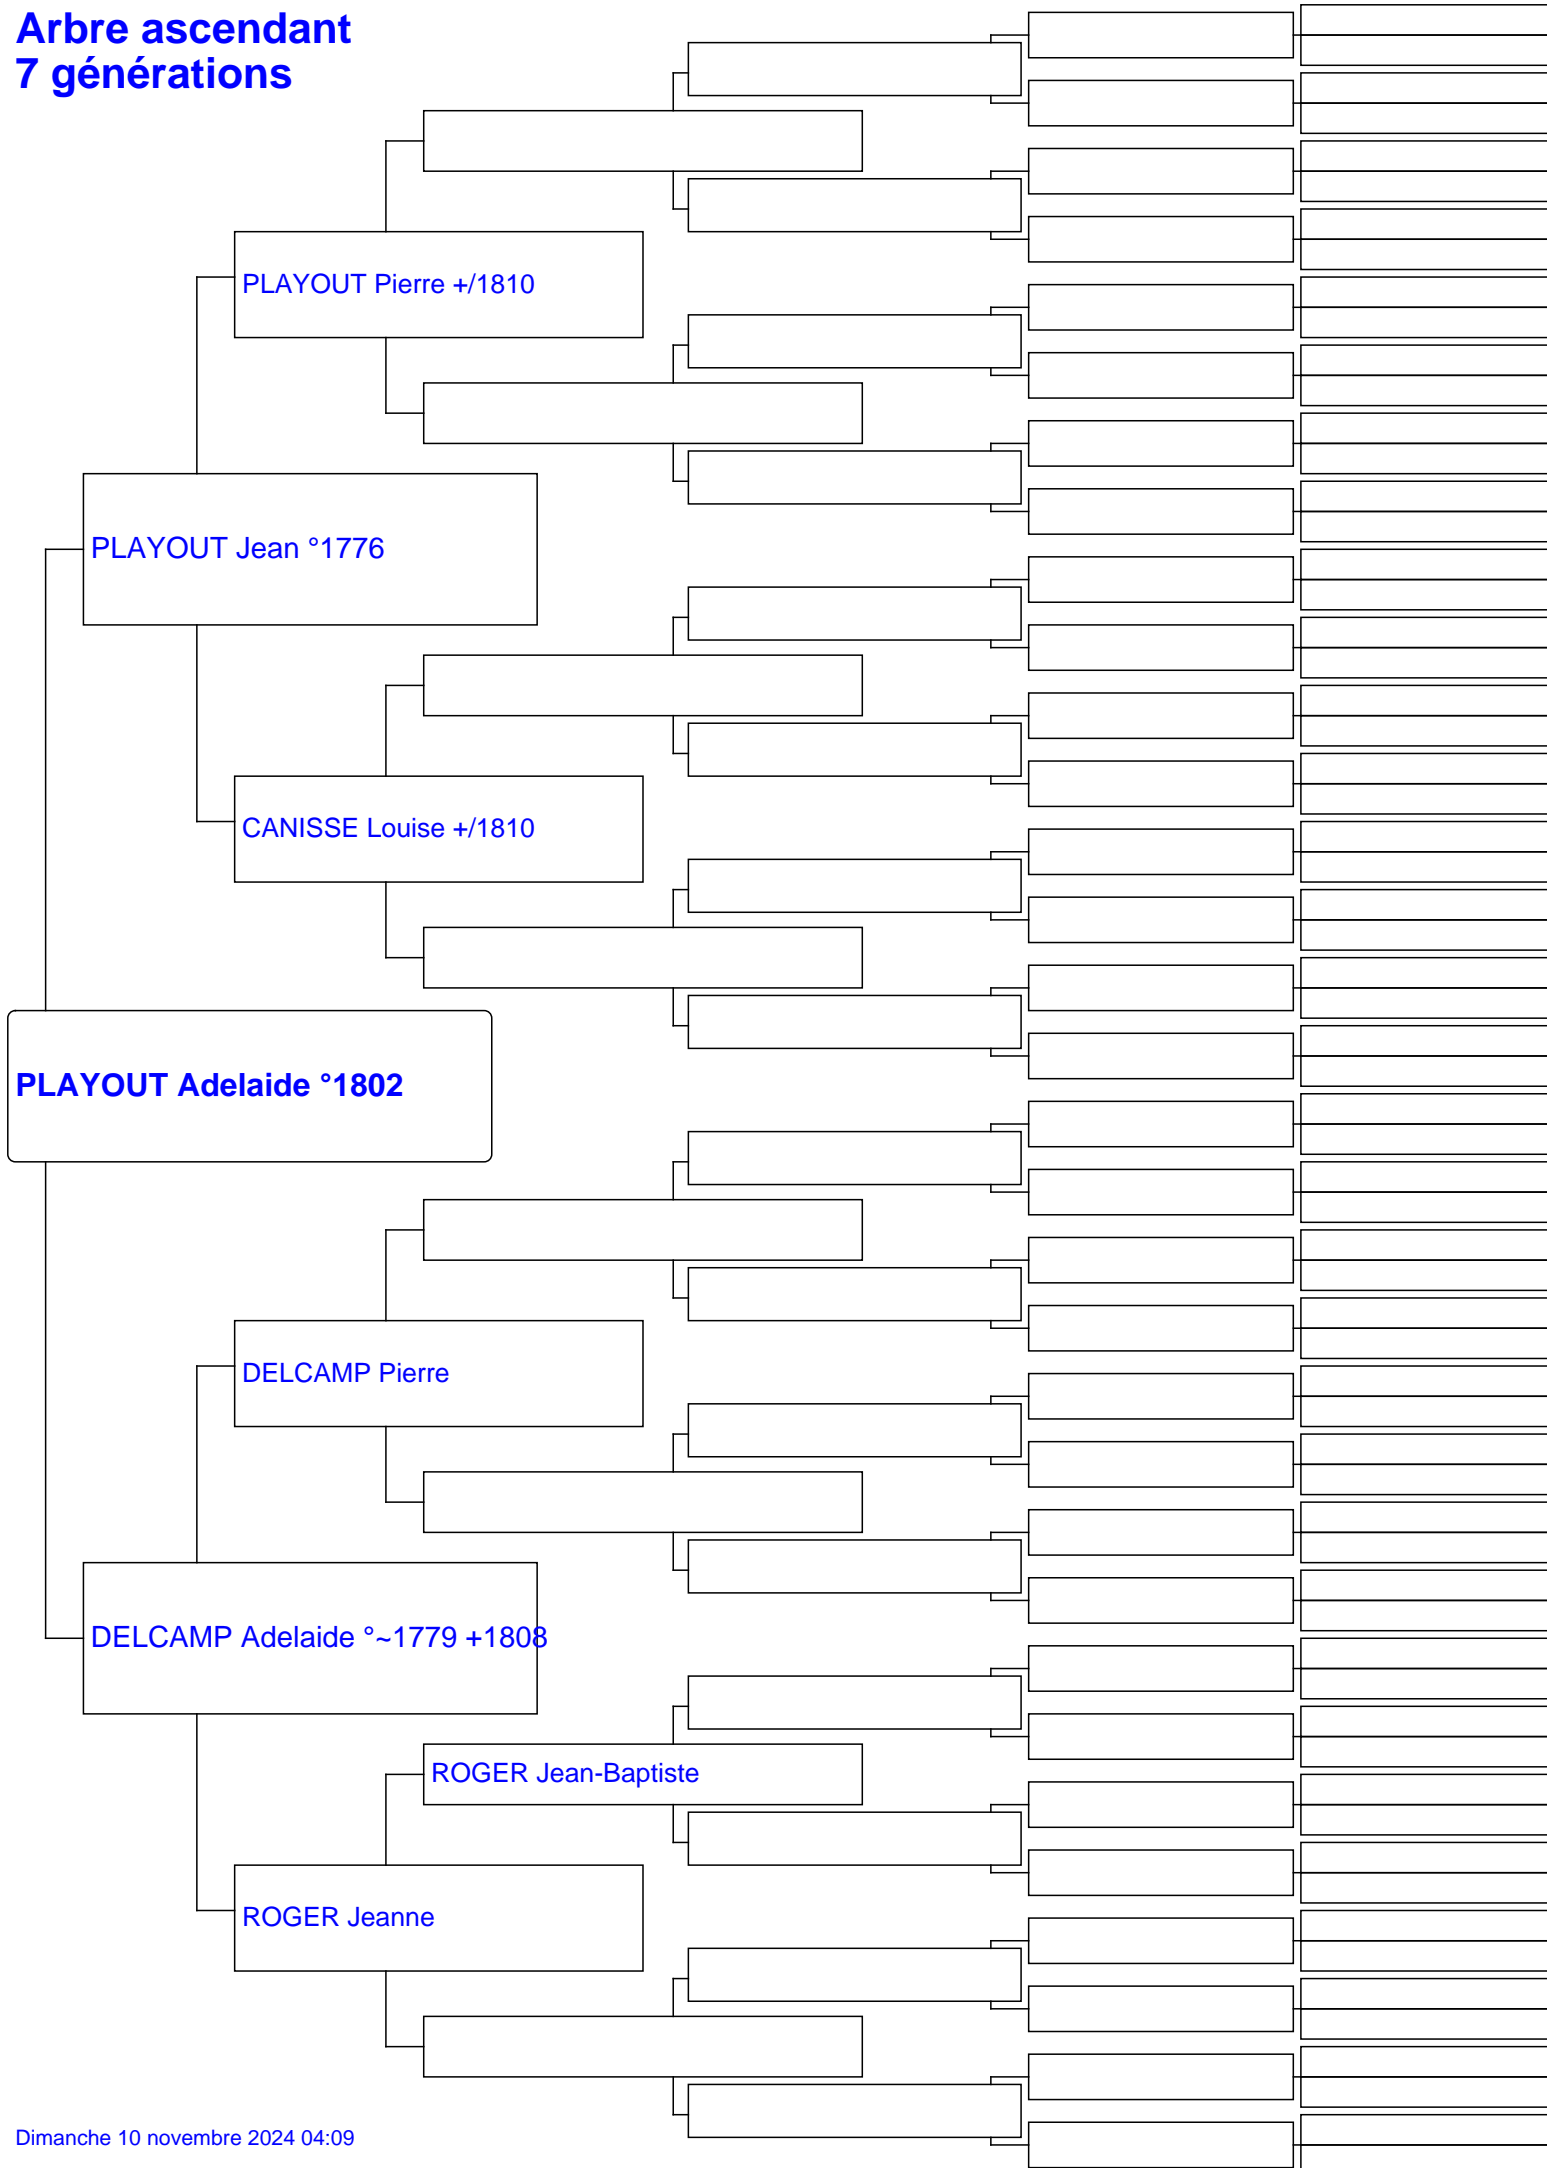 Arbre ascendant
7 générations
PLAYOUT Pierre +/1810
PLAYOUT Jean °1776
CANISSE Louise +/1810
PLAYOUT Adelaide °1802
DELCAMP Pierre
DELCAMP Adelaide °~1779 +1808
ROGER Jean-Baptiste
ROGER Jeanne
Dimanche 10 novembre 2024 04:09